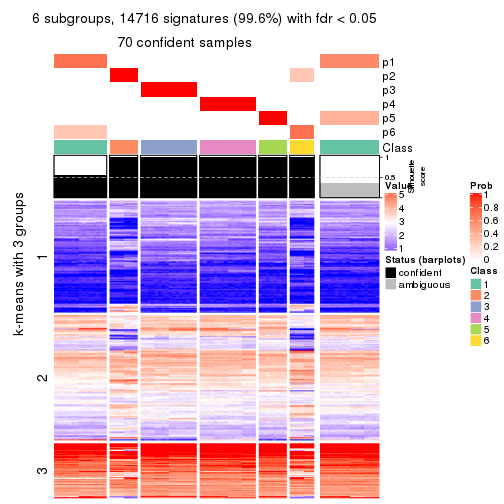 6 subgroups, 14716 signatures (99.6%) with fdr < 0.05
70 confident samples
p1
p2
p3
p4
p5
p6
Class
1
0.5
Silhouette
score
k-means with 3 groups
1
2
3
Value
5
4
3
2
1
Status (barplots)
confident
ambiguous
Prob
1
0.8
0.6
0.4
0.2
0
Class
1
2
3
4
5
6